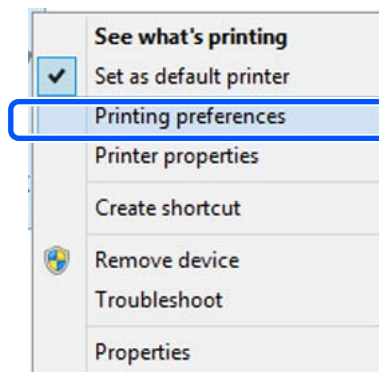 See what's printing
Set as default printer
Printing preferences
Printer properties
Create shortcut
Remove device
Troubleshoot
Properties